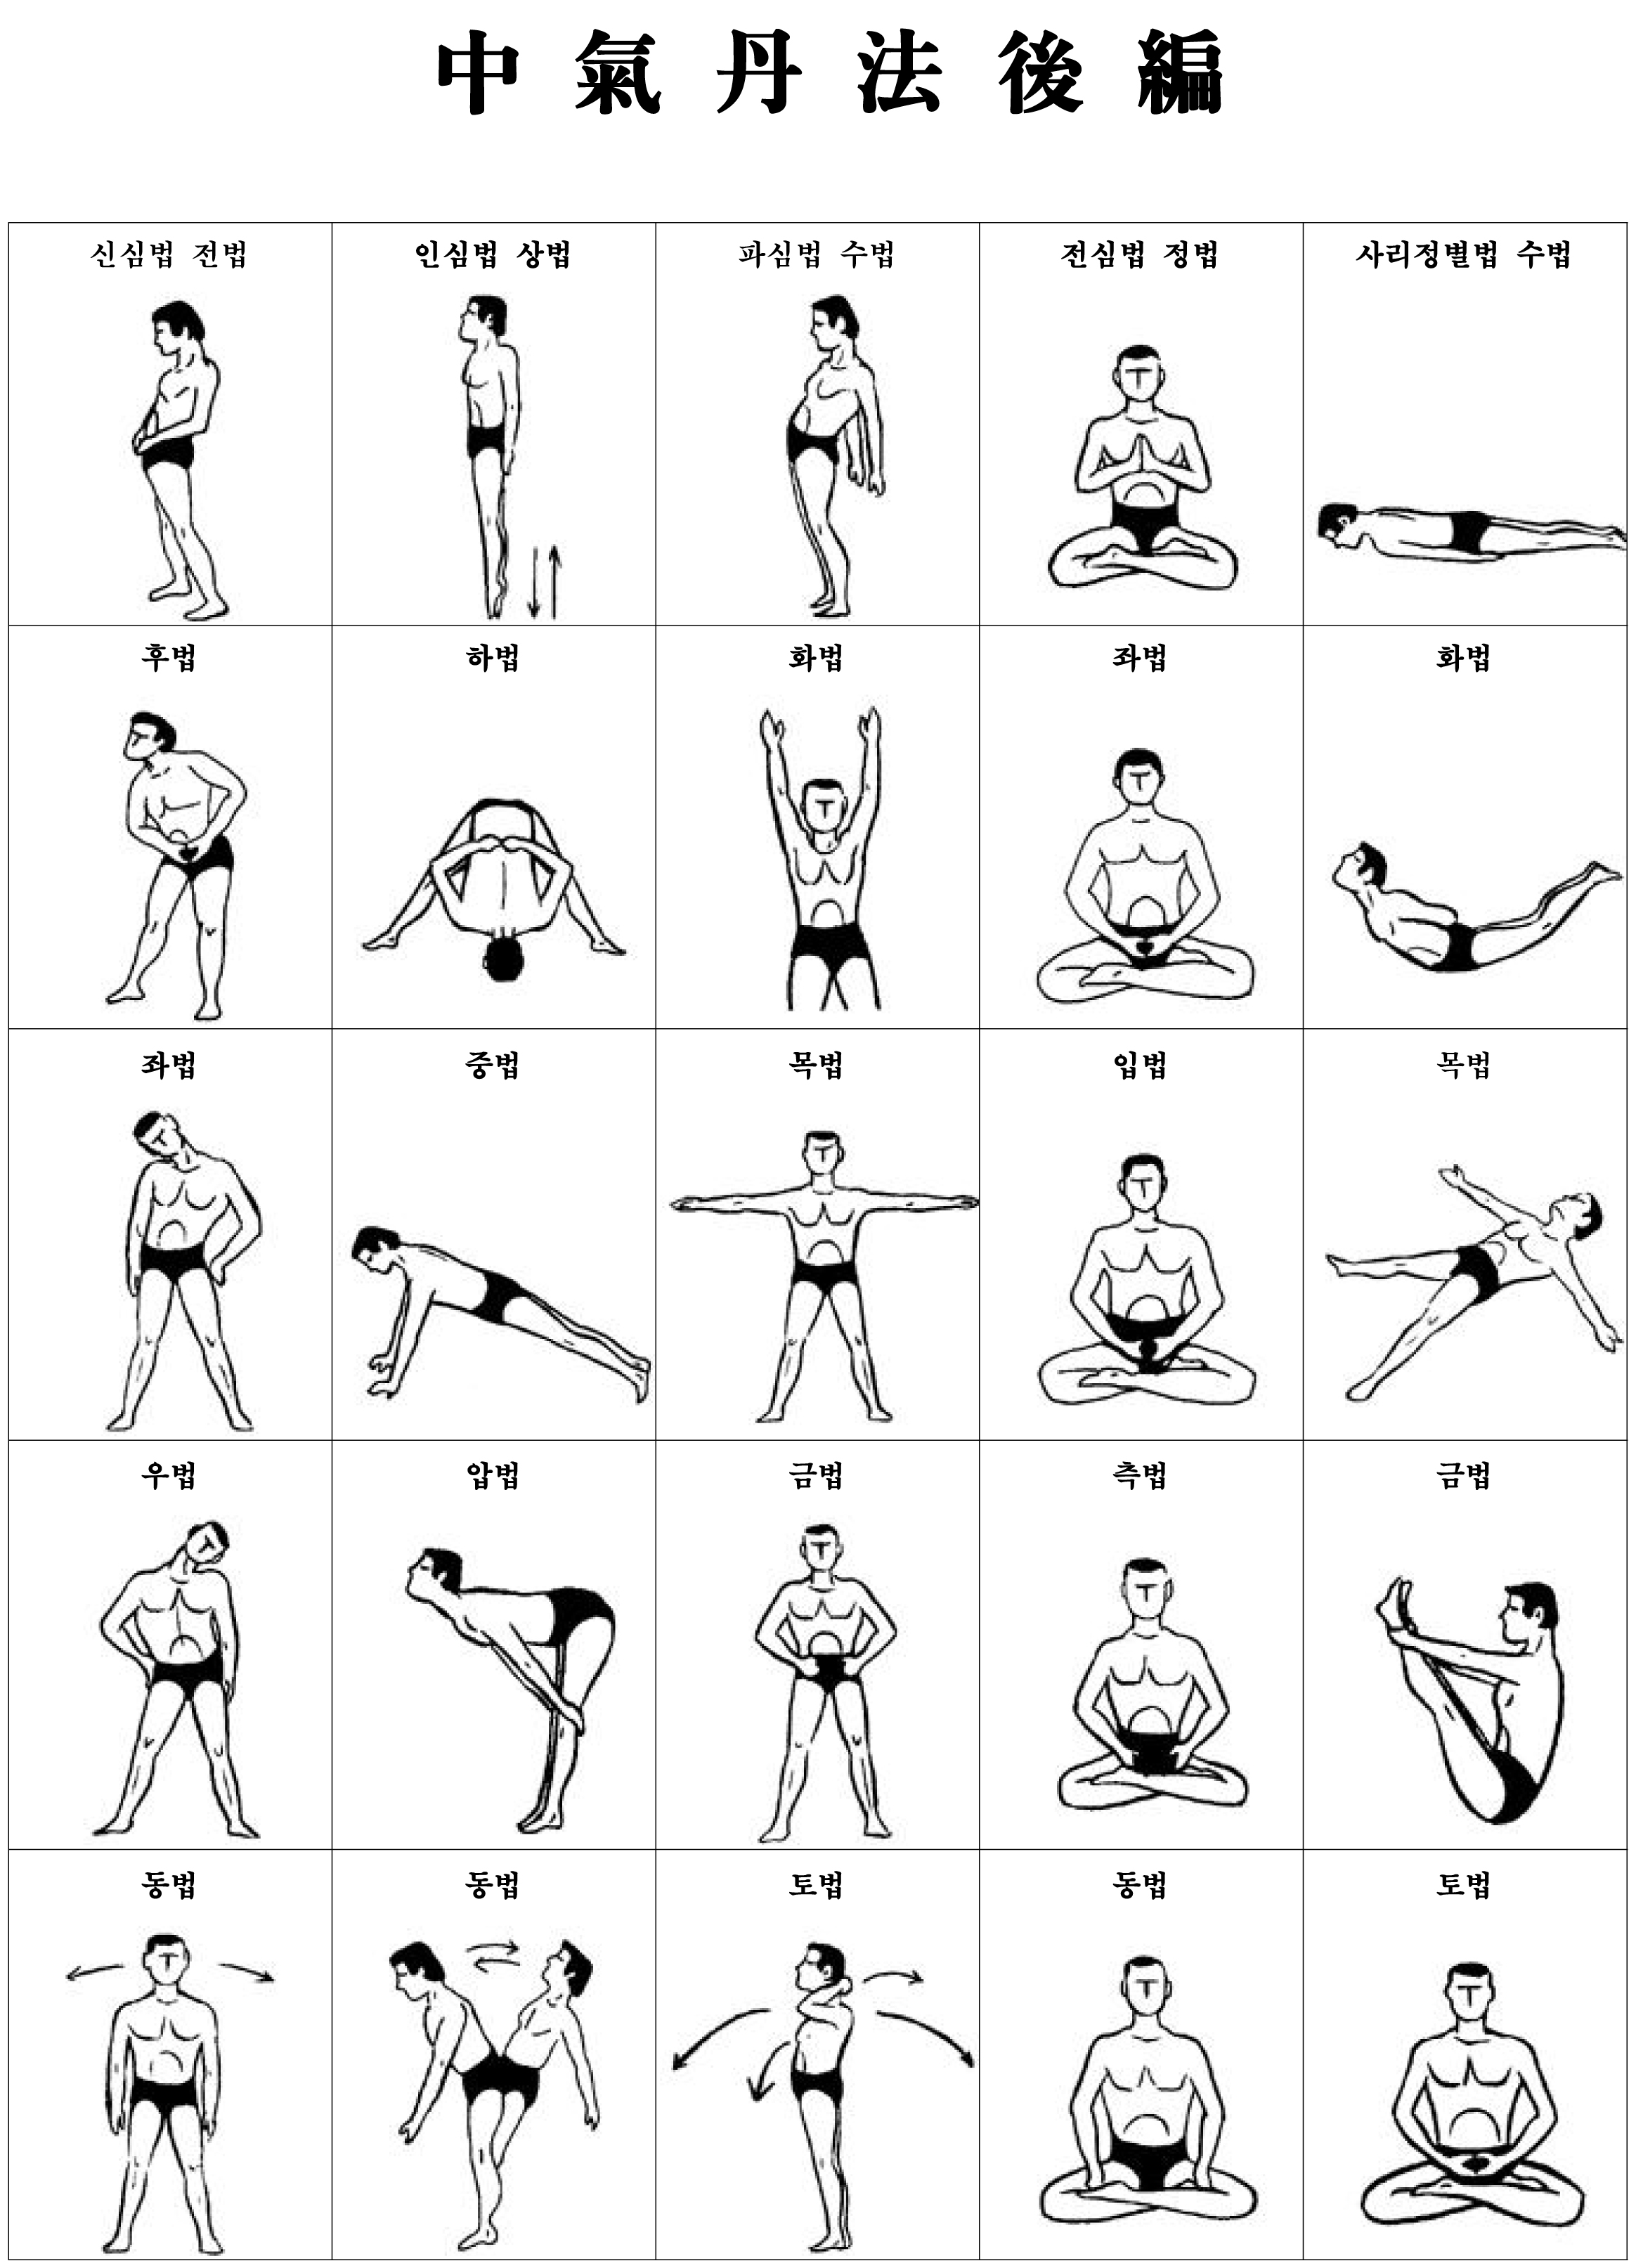 中氣丹法後編
신심법 전법 인심법 상법 파심법 수법 전심법 정법 사리정별법 수법
후법 하법 화법 좌법 화법
좌법 중법 목법 입법 목법
우법 압법 금법 측법 금법
동법 동법 토법 동법 토법